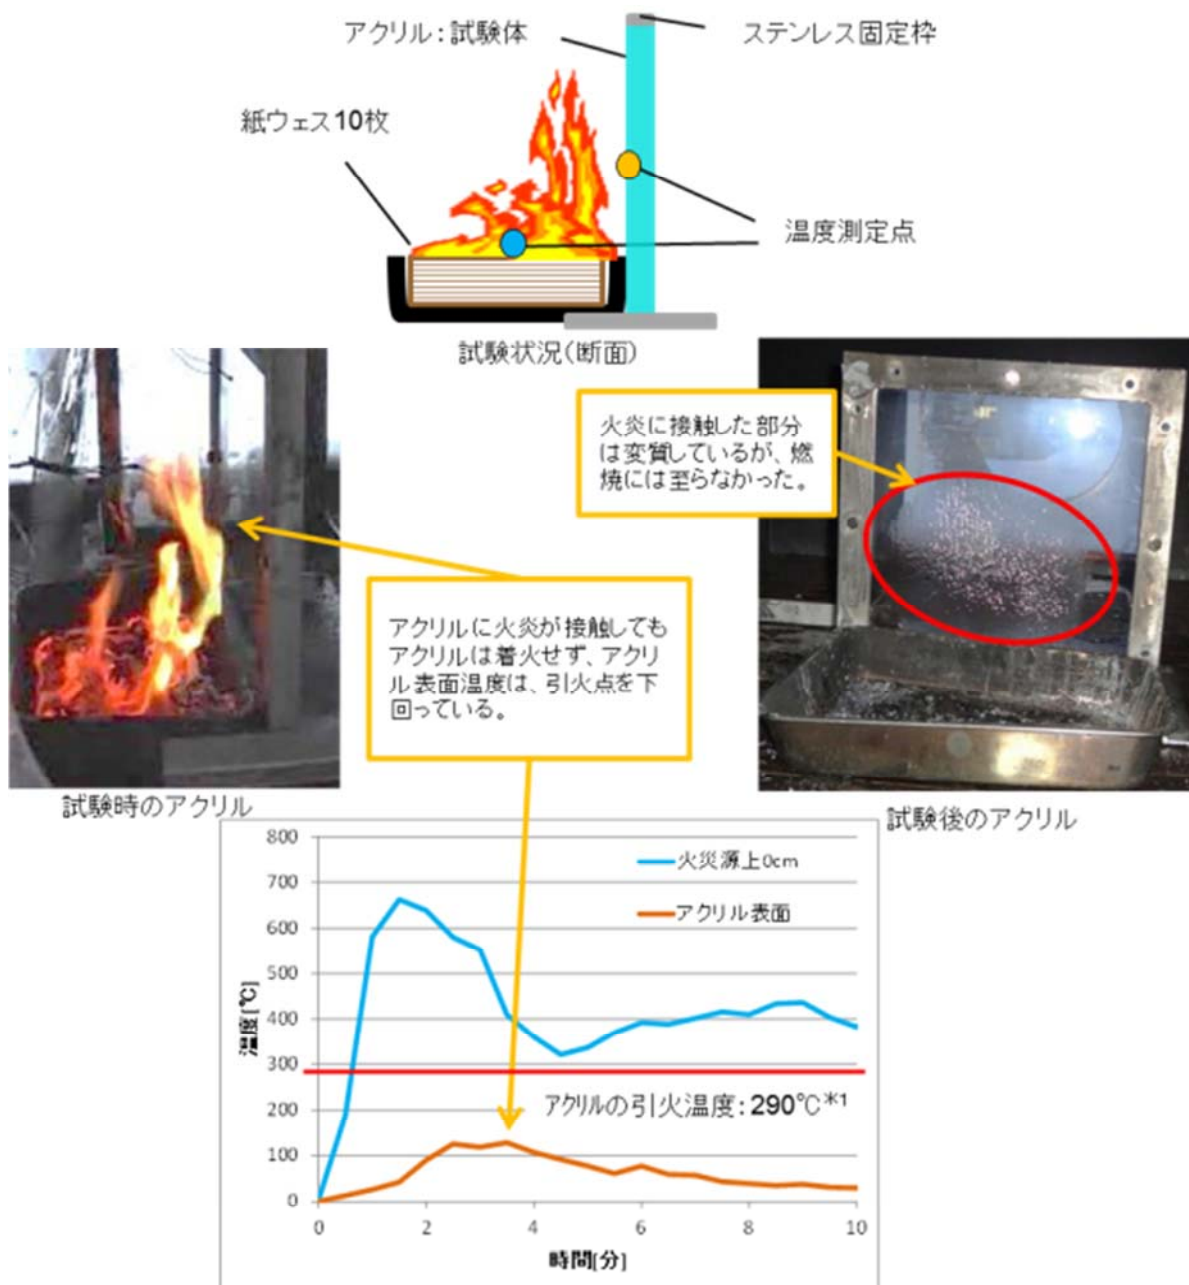 アクリル：試験体
ステンレス固定枠
紙ウェス10枚
温度測定点
試験状況（断面）
火炎に接触した部分
は変質しているが、燃
焼には至らなかった。
アクリルに火炎が接触しても
アクリルは着火せず、アクリ
ル表面温度は、引火点を下
回っている。
試験時のアクリル
試験後のアクリル
800
700
600
500
400
300
200
100
0
温度[℃]
火災源上0cm
アクリル表面
アクリルの引火温度：290℃*1
0 2 4 6 8 10
時間[分]